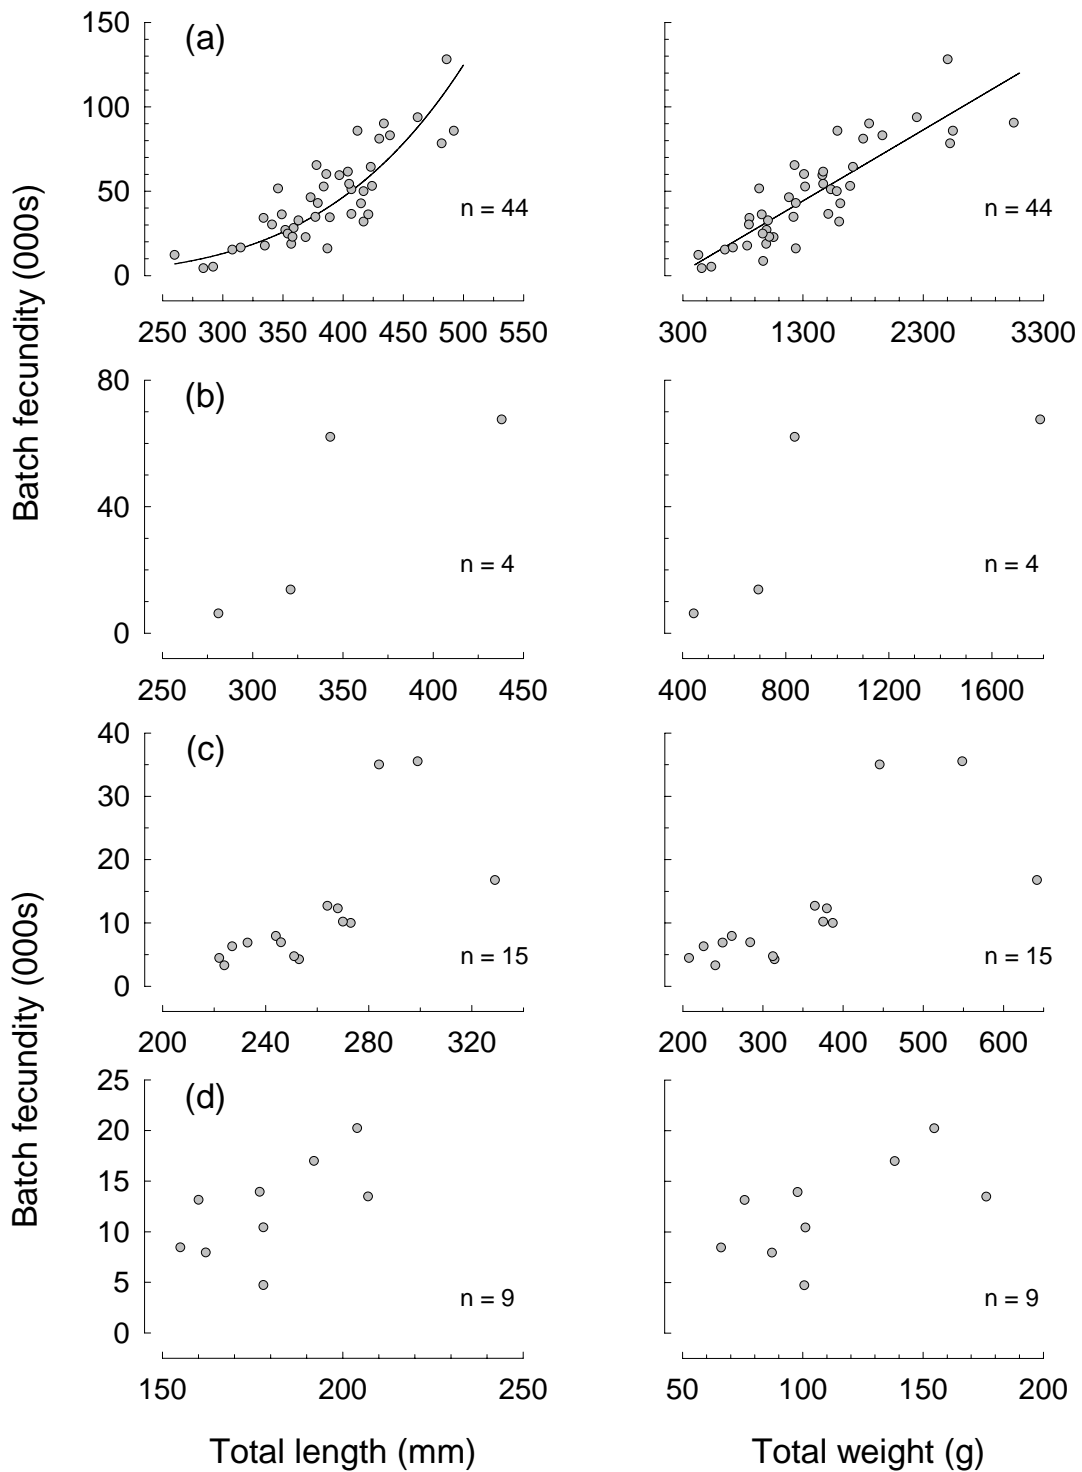 Batch fecundity (000s)
150
100
50
0
(a)
n = 44
n = 44
250 300 350 400 450 500 550
300 1300 2300 3300
80
40
0
(b)
n = 4
n = 4
250 300 350 400 450
400 800 1200 1600
Batch fecundity (000s)
40
30
20
10
0
(c)
n = 15
n = 15
200 240 280 320
200 300 400 500 600
25
20
15
10
5
0
(d)
n = 9
n = 9
150 200 250
50 100 150 200
Total length (mm)
Total weight (g)